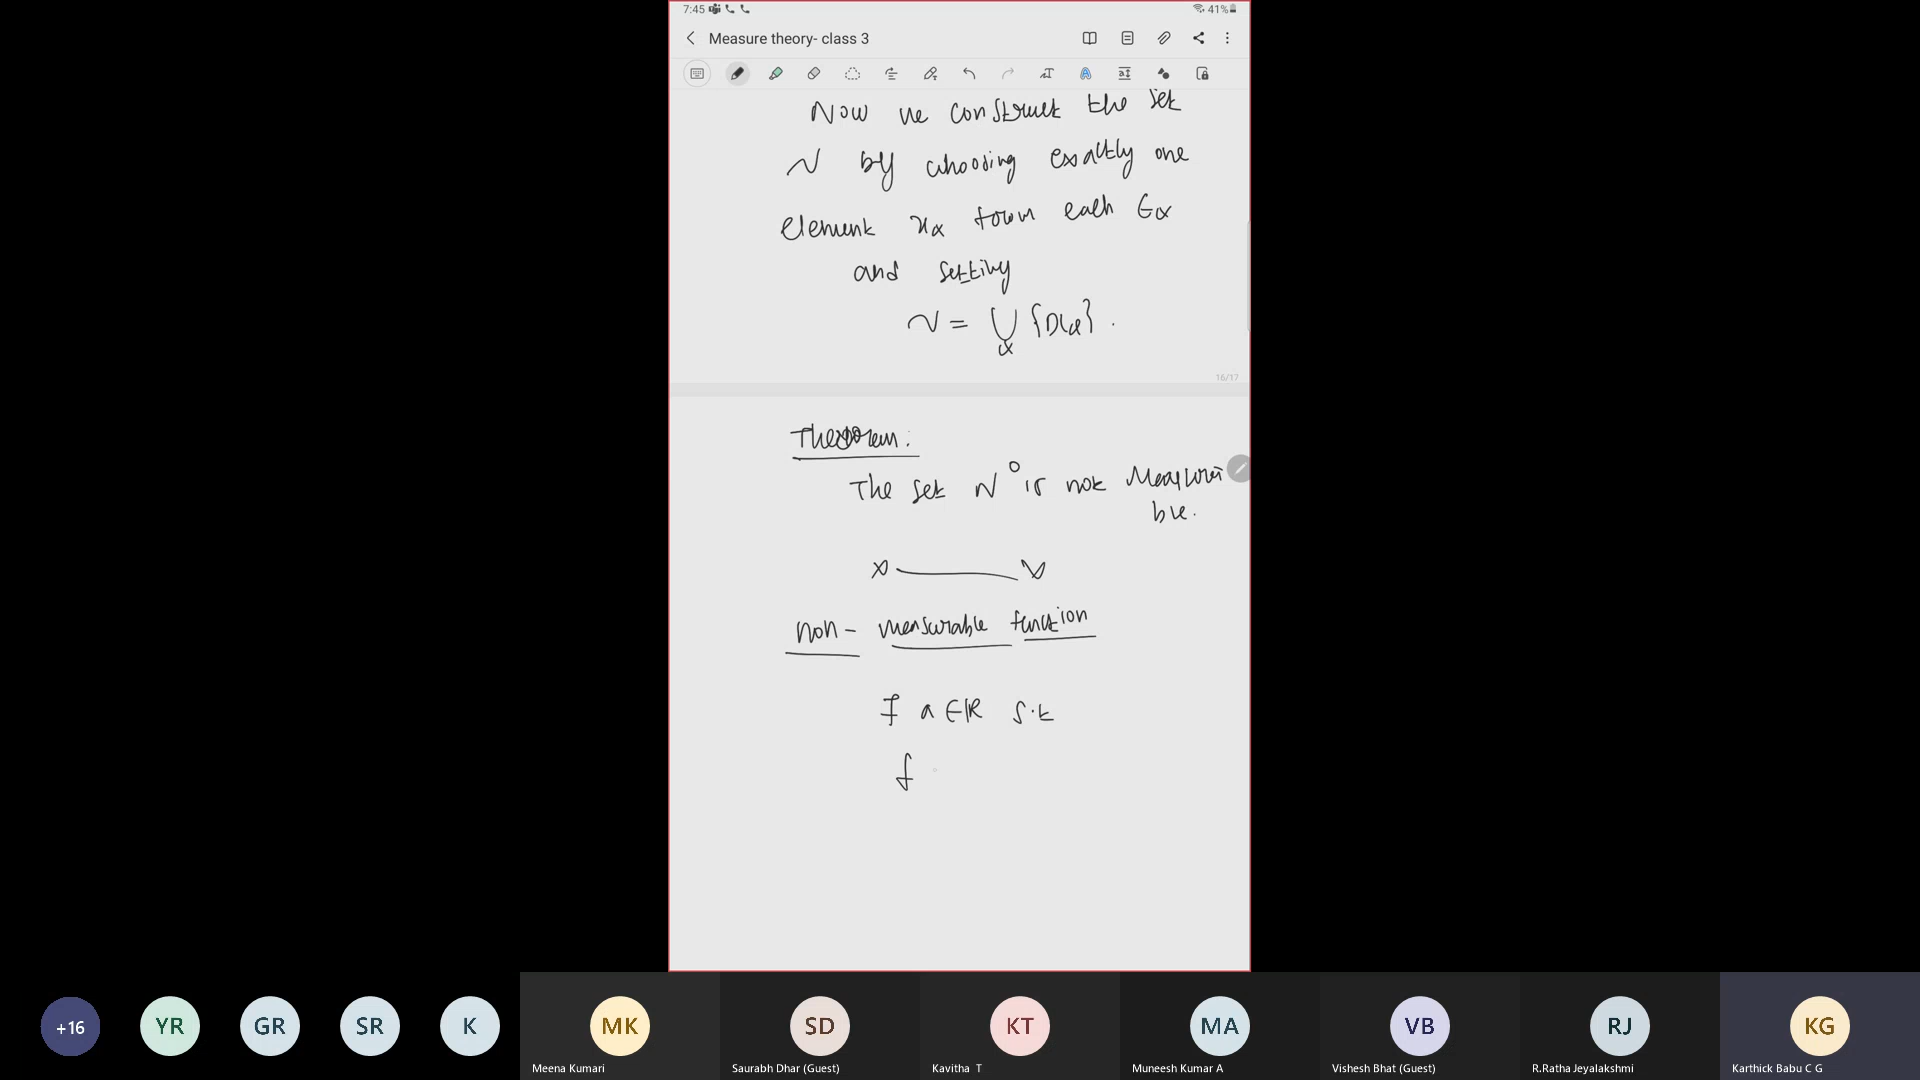 7:45
41%
Measure theory- class 3
Now we construct the set
N by choosing exactly one
element xα from each Eα
and setting
N = ∪ {xα} .
α
16/17
Theorem:
The set N is not Measura
ble.
non - measurable function
∃ a ∈ ℝ s.t
f
+16
YR
GR
SR
K
MK
SD
KT
MA
VB
RJ
KG
Meena Kumari
Saurabh Dhar (Guest)
Kavitha T
Muneesh Kumar A
Vishesh Bhat (Guest)
R.Ratha Jeyalakshmi
Karthick Babu C G